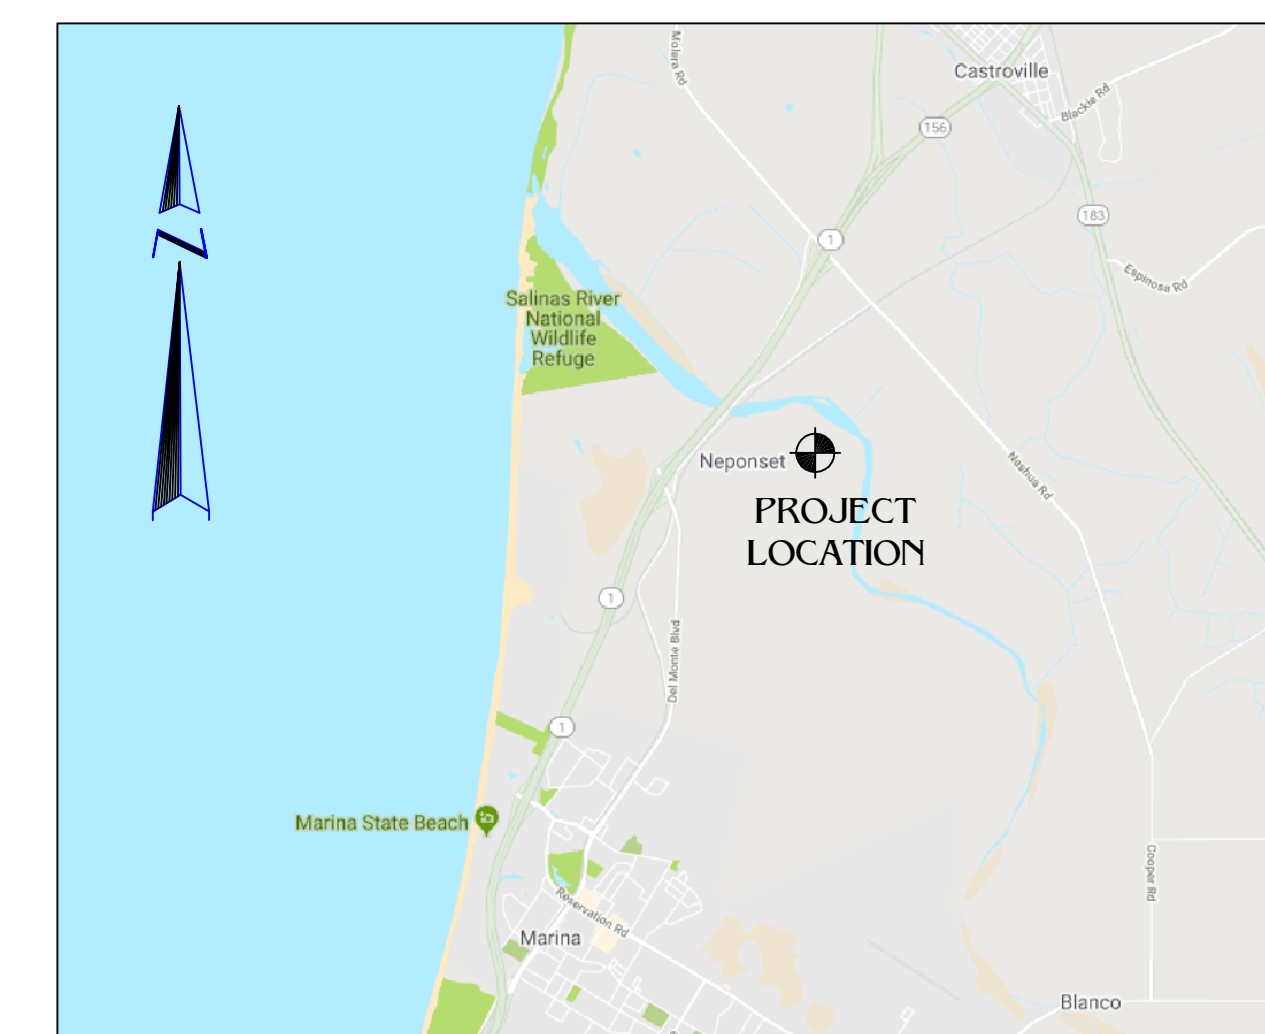 Molera Rd
Castroville
Blackie Rd
156
183
1
Espinosa Rd
N
Salinas River
National
Wildlife
Refuge
Neponset
Nashua Rd
PROJECT
LOCATION
1
Del Monte Blvd
1
Marina State Beach
Cooper Rd
Reservation Rd
Marina
Blanco